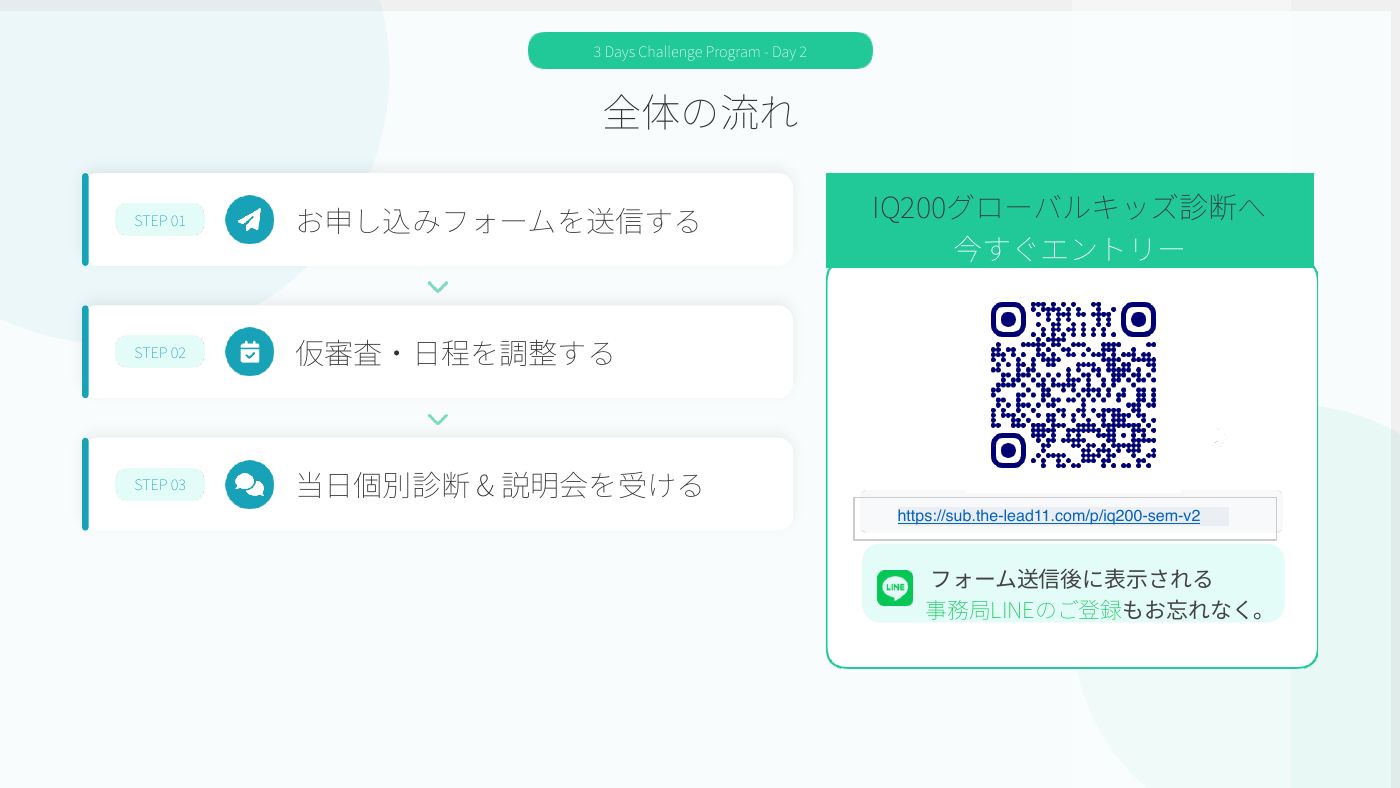 3 Days Challenge Program - Day 2
全体の流れ
STEP 01
お申し込みフォームを送信する
STEP 02
仮審査・日程を調整する
STEP 03
当日個別診断 & 説明会を受ける
IQ200グローバルキッズ診断へ
今すぐエントリー
https://sub.the-lead11.com/p/iq200-sem-v2
LINE
フォーム送信後に表示される
事務局LINEのご登録もお忘れなく。